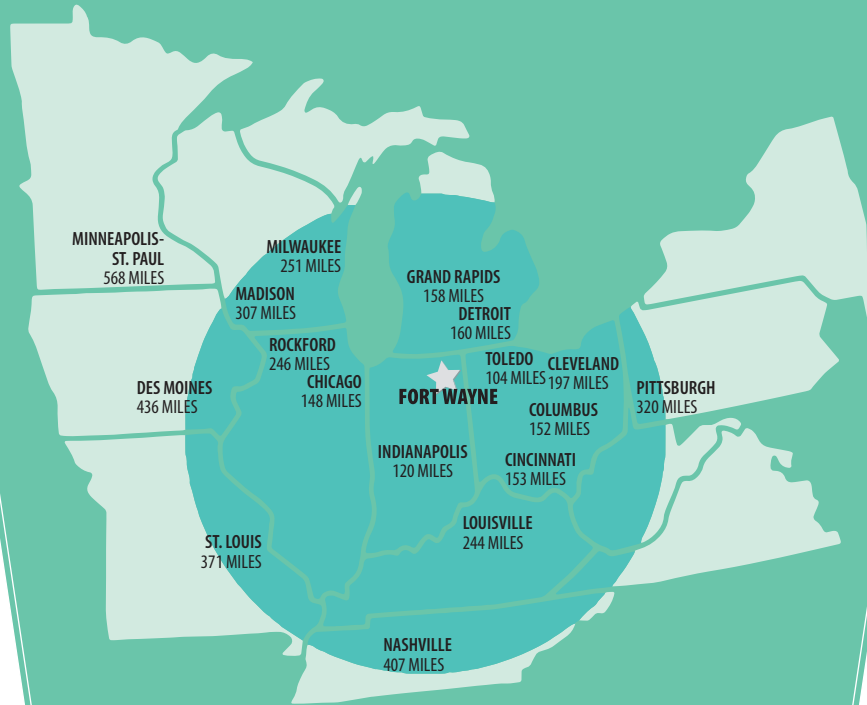 MINNEAPOLIS-
ST. PAUL
568 MILES
MILWAUKEE
251 MILES
MADISON
307 MILES
GRAND RAPIDS
158 MILES
DETROIT
160 MILES
ROCKFORD
246 MILES
CHICAGO
148 MILES
TOLEDO
104 MILES
CLEVELAND
197 MILES
DES MOINES
436 MILES
FORT WAYNE
PITTSBURGH
320 MILES
COLUMBUS
152 MILES
INDIANAPOLIS
120 MILES
CINCINNATI
153 MILES
LOUISVILLE
244 MILES
ST. LOUIS
371 MILES
NASHVILLE
407 MILES